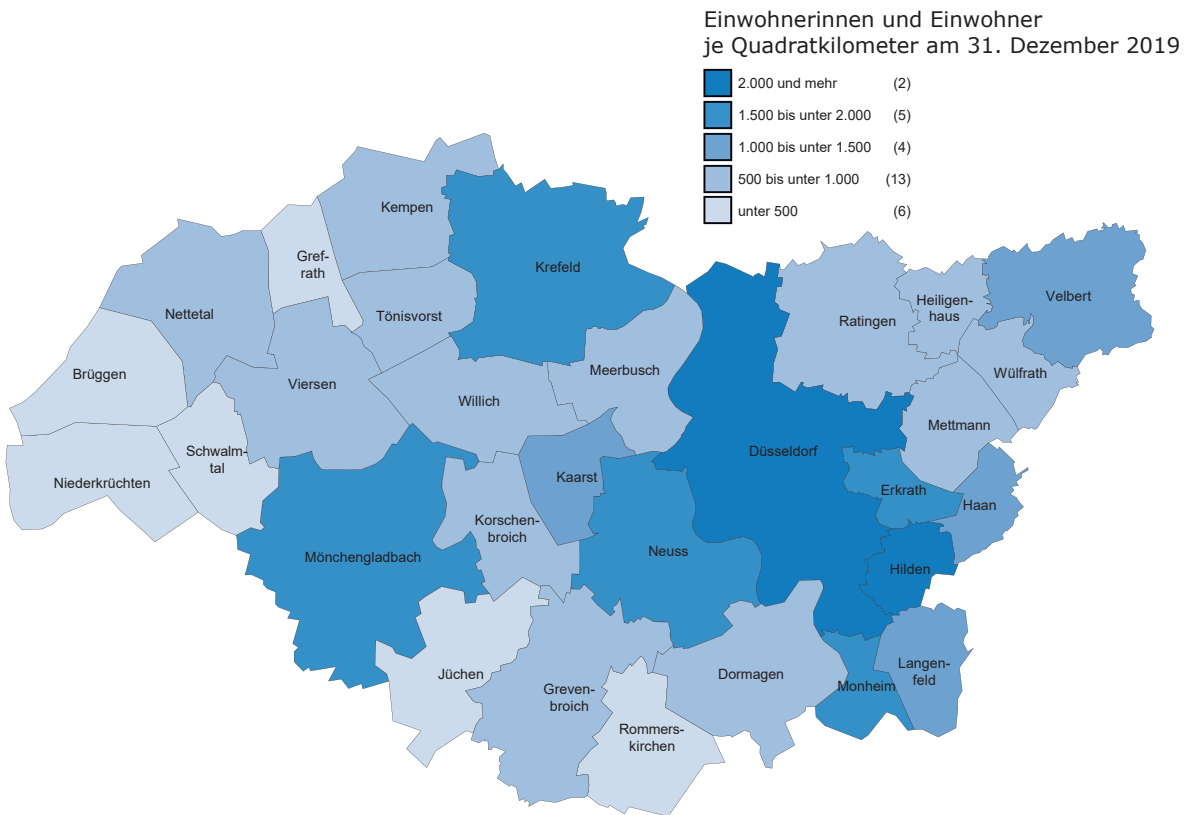 Einwohnerinnen und Einwohner
je Quadratkilometer am 31. Dezember 2019
2.000 und mehr (2)
1.500 bis unter 2.000 (5)
1.000 bis unter 1.500 (4)
500 bis unter 1.000 (13)
unter 500 (6)
Kempen
Gref-
rath
Krefeld
Nettetal
Tönisvorst
Heiligen-
haus
Velbert
Ratingen
Brüggen
Viersen
Meerbusch
Wülfrath
Willich
Mettmann
Schwalm-
tal
Düsseldorf
Niederkrüchten
Kaarst
Erkrath
Haan
Korschen-
broich
Mönchengladbach
Neuss
Hilden
Jüchen
Dormagen
Langen-
feld
Monheim
Greven-
broich
Rommers-
kirchen